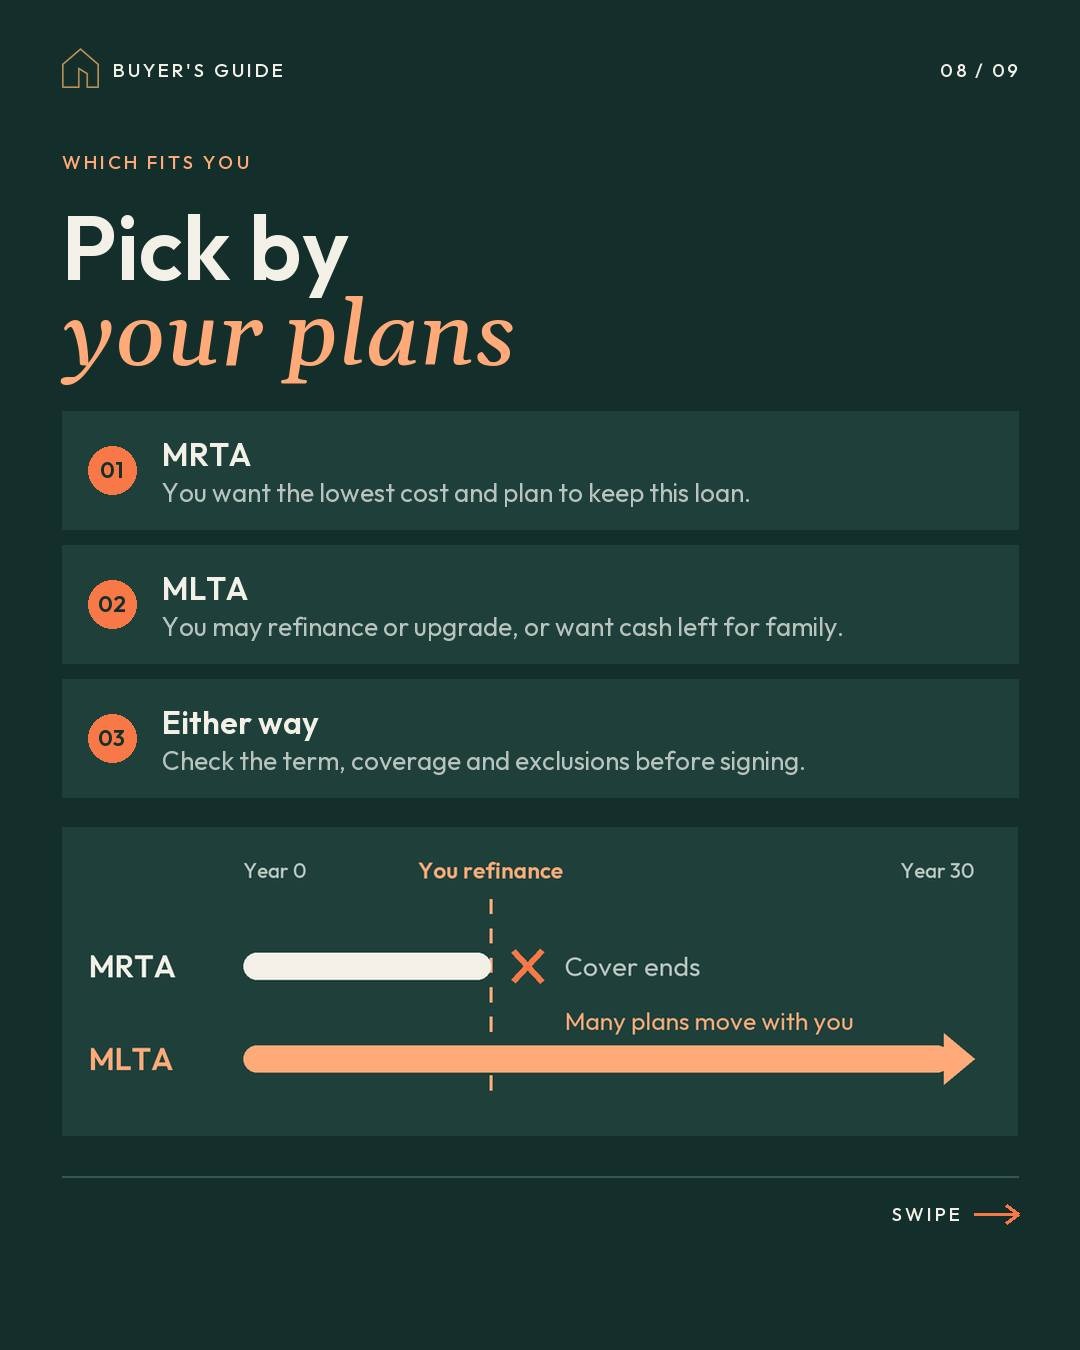 BUYER'S GUIDE
08 / 09
WHICH FITS YOU
Pick by
your plans
01
MRTA
You want the lowest cost and plan to keep this loan.
02
MLTA
You may refinance or upgrade, or want cash left for family.
03
Either way
Check the term, coverage and exclusions before signing.
Year 0
You refinance
Year 30
MRTA
Cover ends
Many plans move with you
MLTA
SWIPE